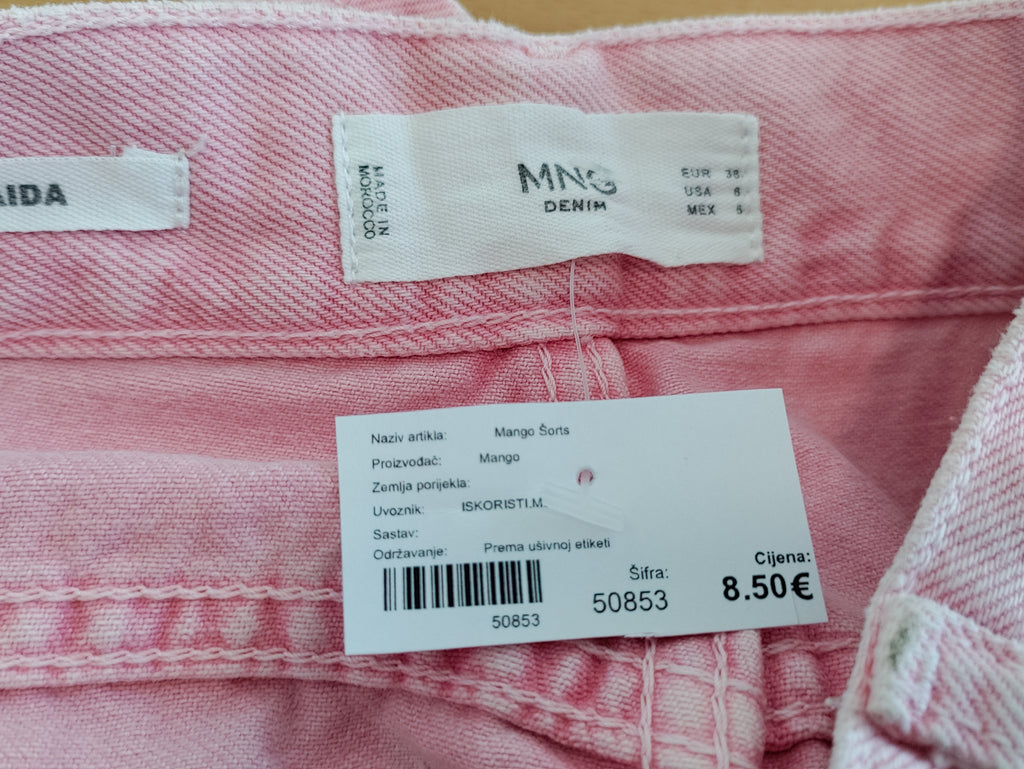 AIDA
MADE IN
MOROCCO
MNG
DENIM
EUR 38
USA 6
MEX
Naziv artikla: Mango Šorts
Proizvođač: Mango
Zemlja porijekla:
Uvoznik: ISKORISTI.M.
Sastav:
Održavanje: Prema ušivnoj etiketi
50853
Šifra:
50853
Cijena:
8.50€